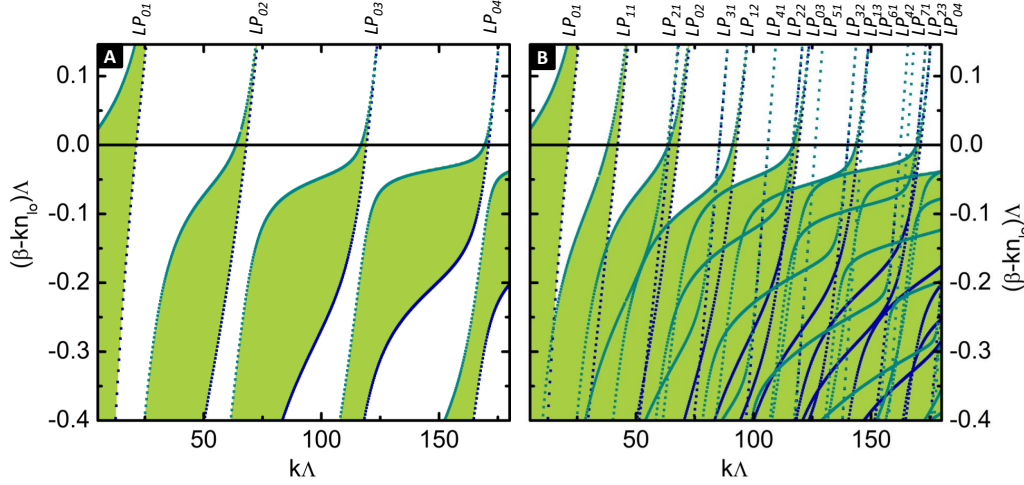 LP01 LP02 LP03 LP04
LP01 LP11 LP21 LP02 LP31 LP12 LP41 LP22 LP03 LP51 LP32 LP13 LP61 LP42 LP71 LP23 LP04
A
B
0.1
0.0
-0.1
-0.2
-0.3
-0.4
(β-knlo)Λ
50 100 150
kΛ
50 100 150
kΛ
0.1
0.0
-0.1
-0.2
-0.3
-0.4
(β-knlo)Λ